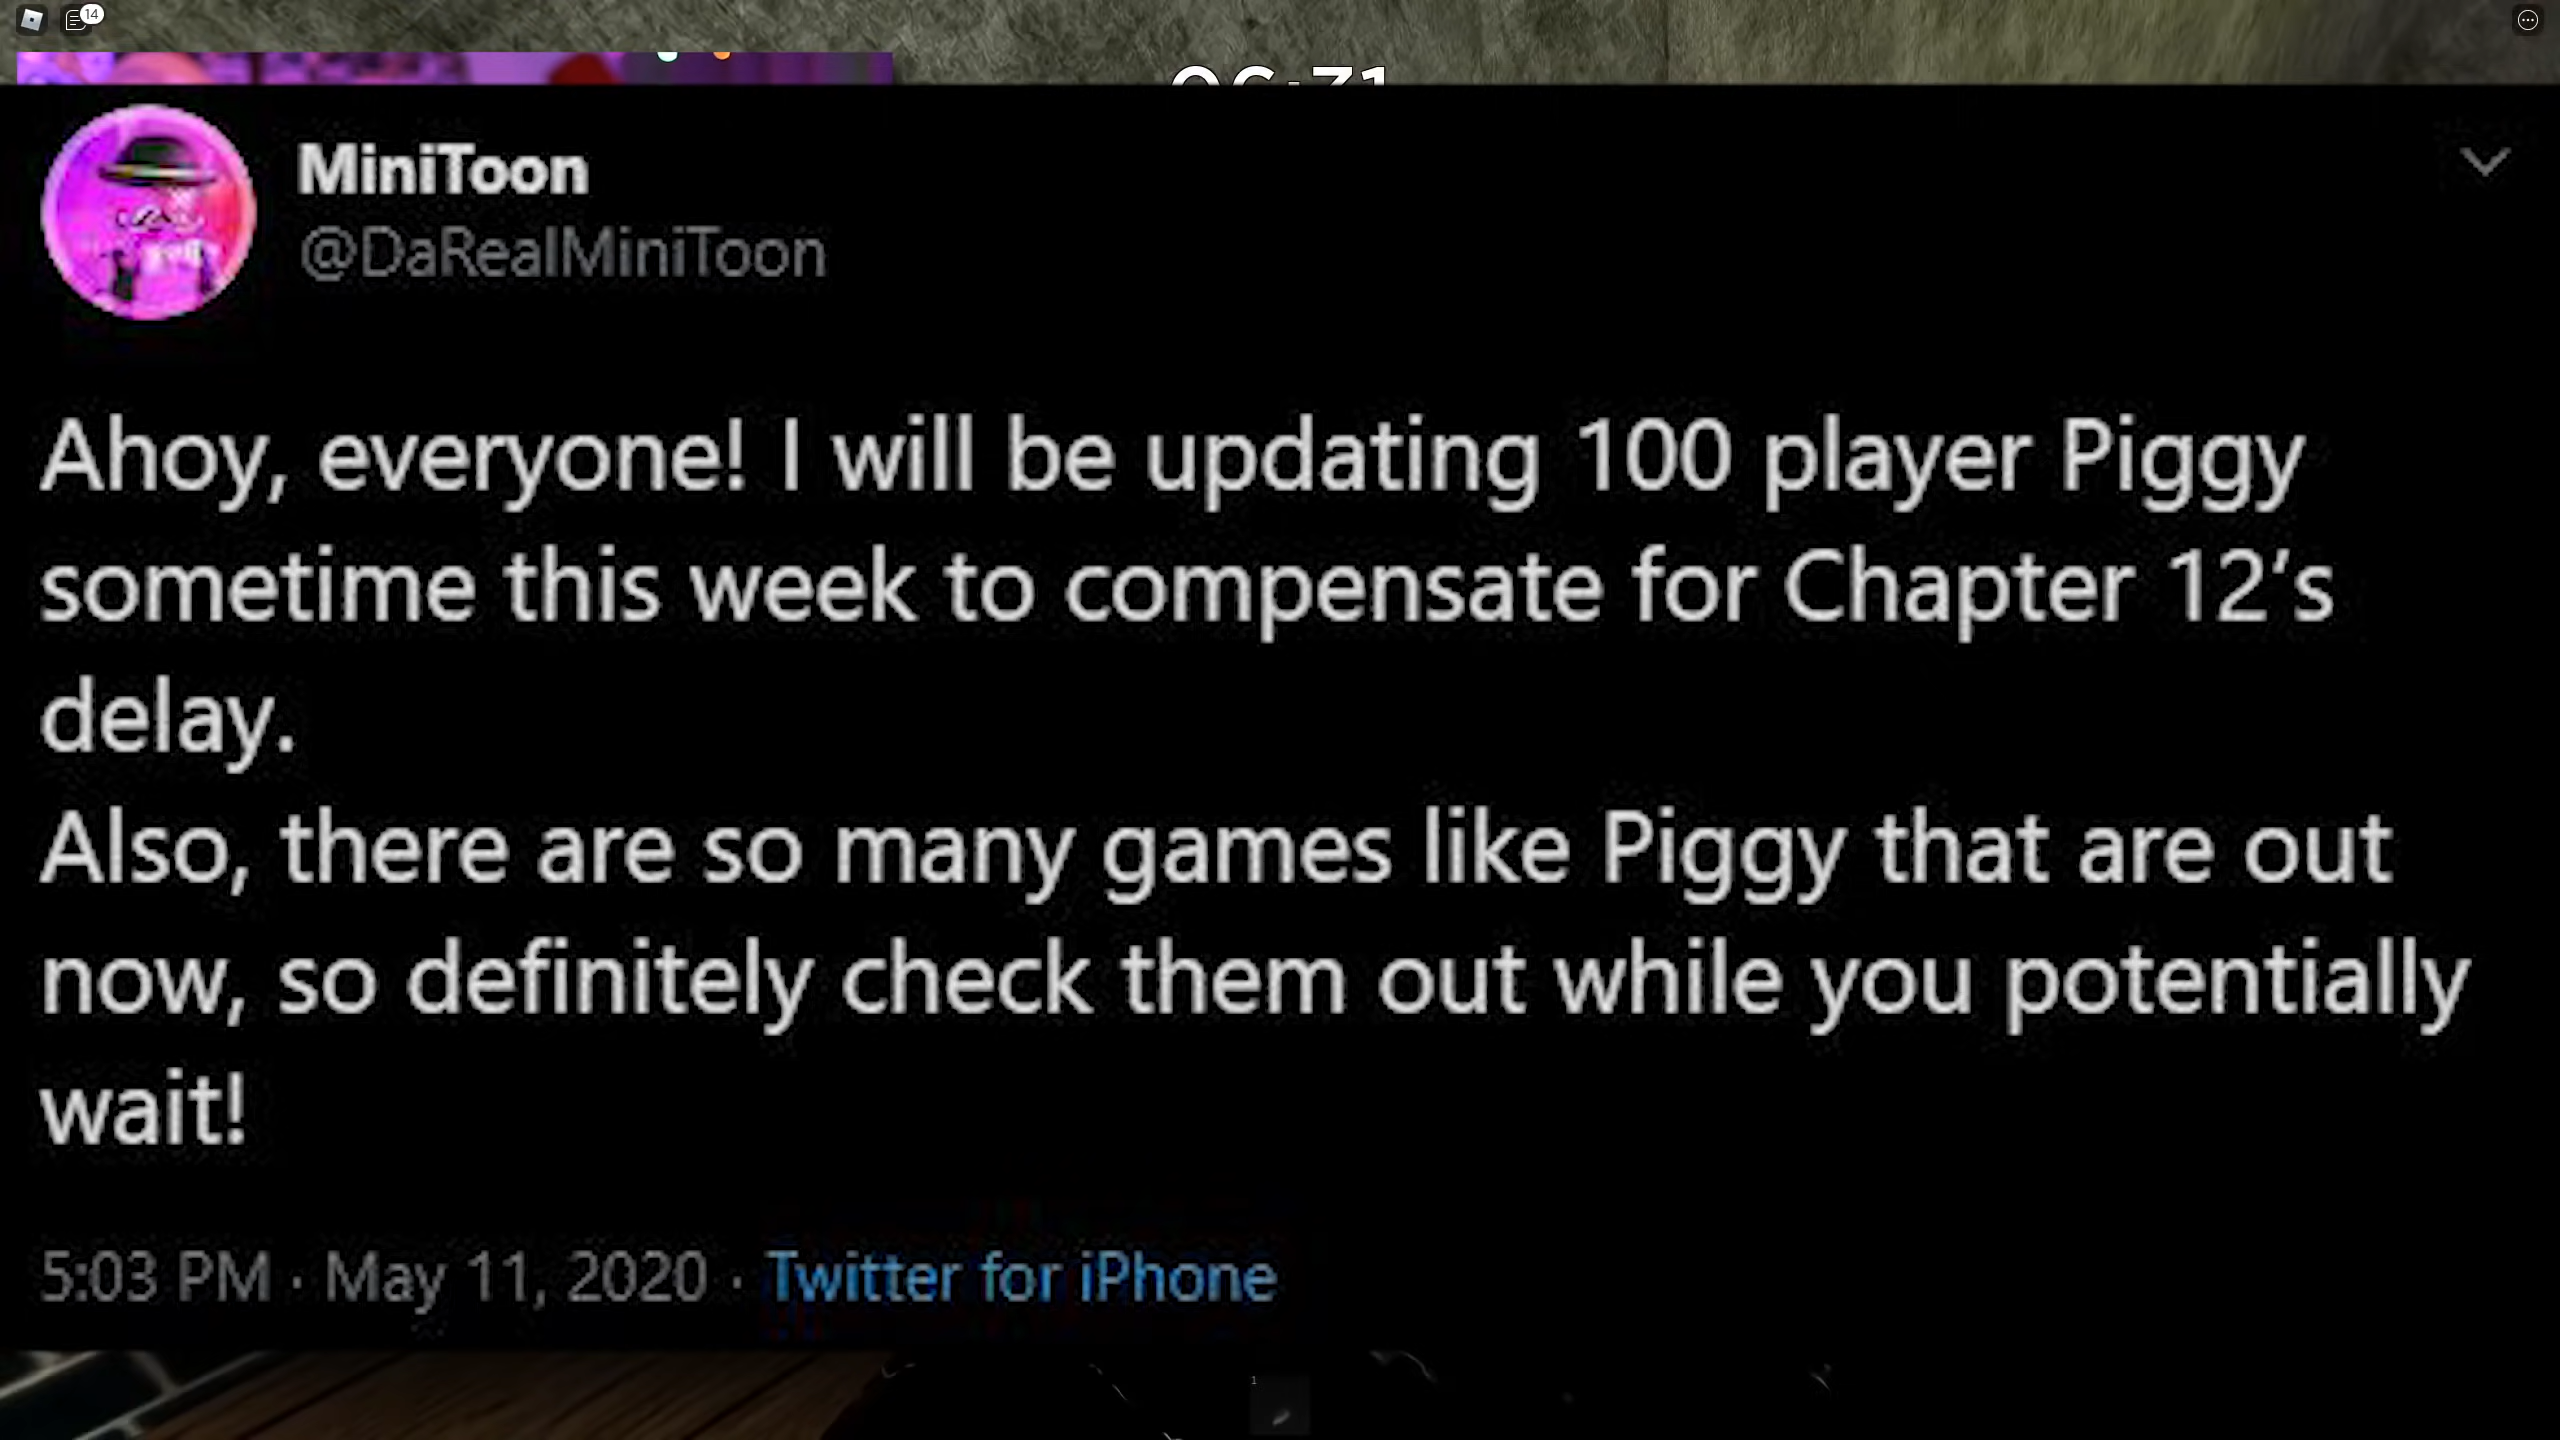 14
MiniToon
@DaRealMiniToon
Ahoy, everyone! I will be updating 100 player Piggy
sometime this week to compensate for Chapter 12’s
delay.
Also, there are so many games like Piggy that are out
now, so definitely check them out while you potentially
wait!
5:03 PM · May 11, 2020 · Twitter for iPhone
1